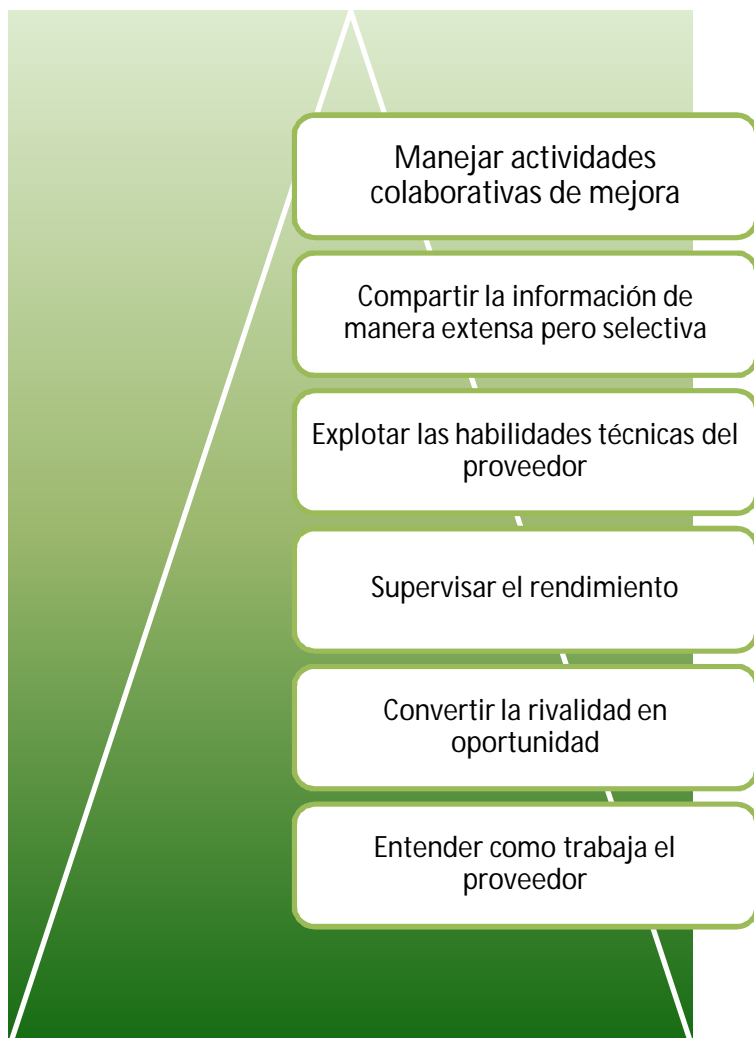 Manejar actividades
colaborativas de mejora
Compartir la información de
manera extensa pero selectiva
Explotar las habilidades técnicas del
proveedor
Supervisar el rendimiento
Convertir la rivalidad en
oportunidad
Entender como trabaja el
proveedor